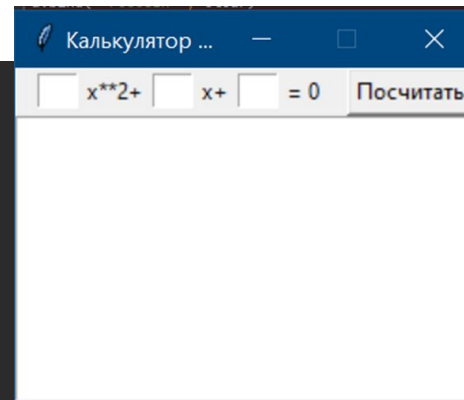 Калькулятор ...
x**2+ x+ = 0 Посчитать